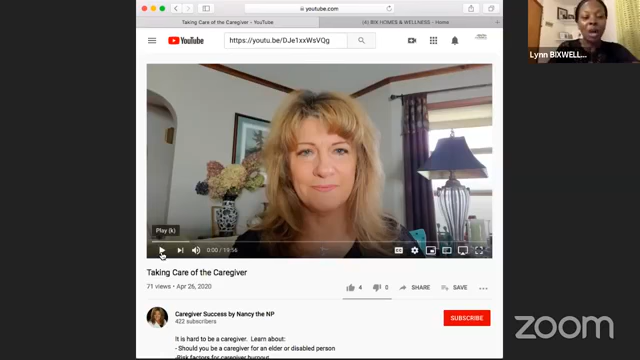 youtube.com
Taking Care of the Caregiver - YouTube
(4) BIX HOMES & WELLNESS - Home
YouTube
https://youtu.be/DJe1xxWsVQg
Lynn BIXWELL...
Play (k)
0:00 / 15:56
Taking Care of the Caregiver
71 views • Apr 26, 2020
4
0
SHARE
SAVE
Caregiver Success by Nancy the NP
422 subscribers
SUBSCRIBE
It is hard to be a caregiver. Learn about:
- Should you be a caregiver for an elder or disabled person
-Risk factors for caregiver burnout
zoom